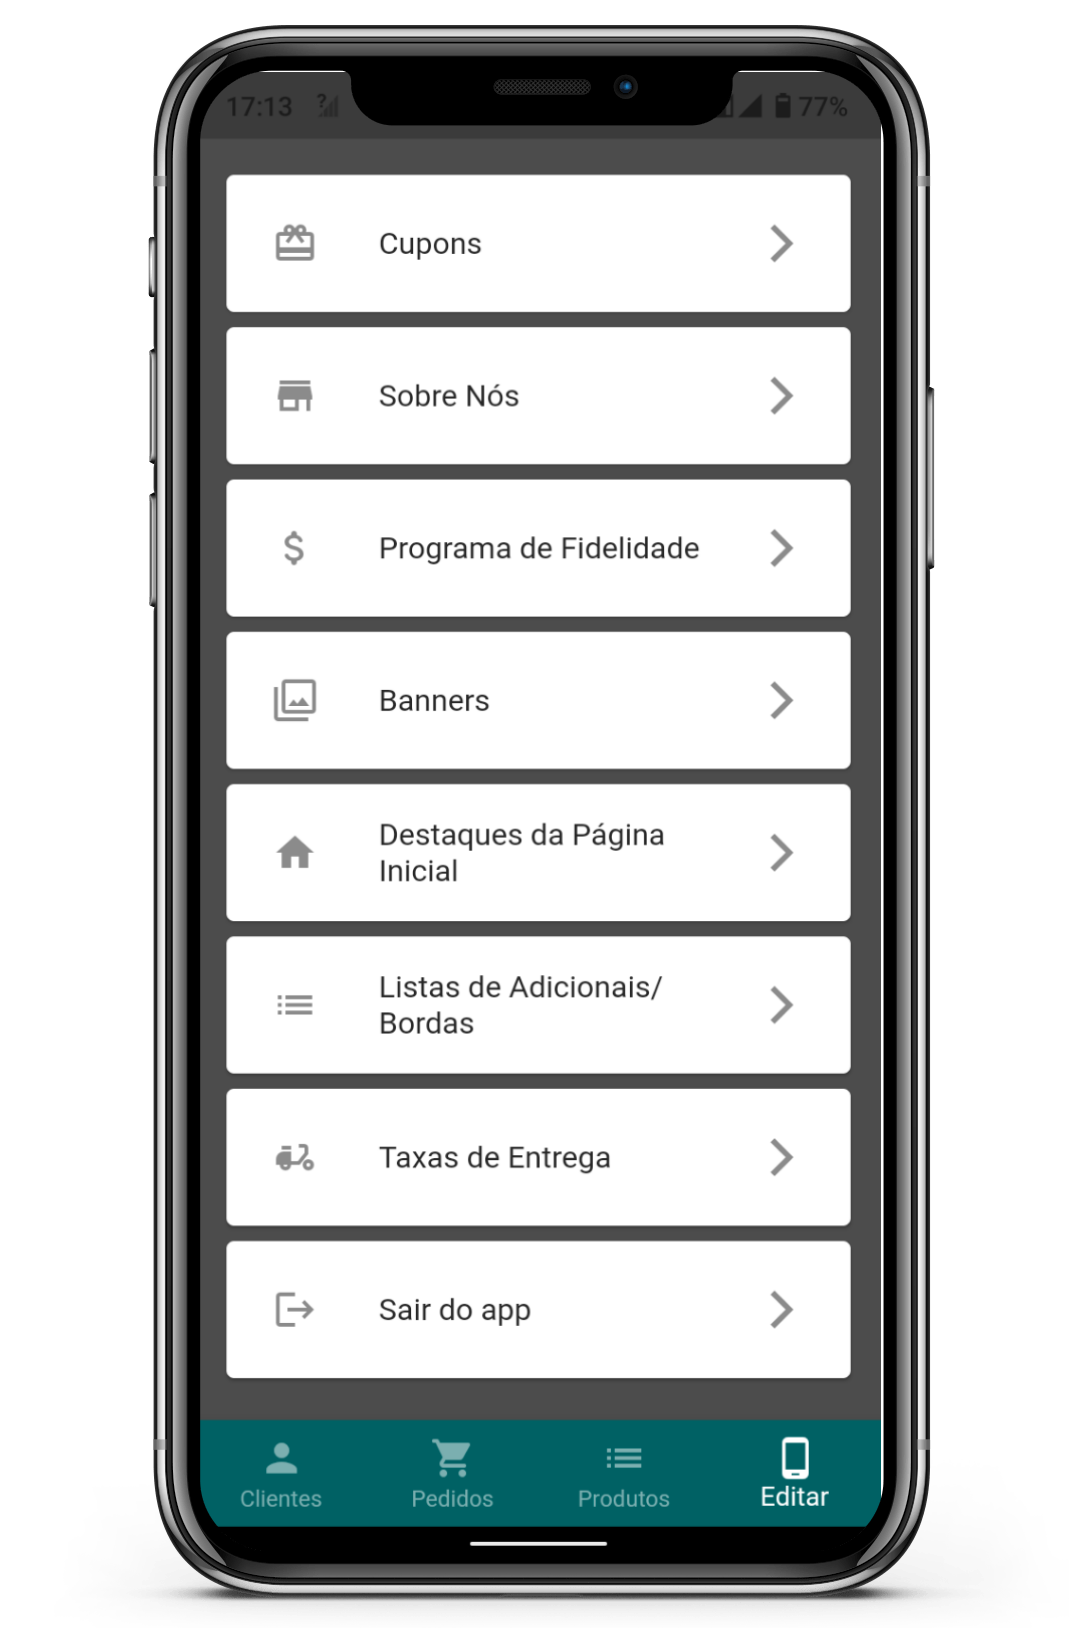 17:13
77%
Cupons
Sobre Nós
Programa de Fidelidade
Banners
Destaques da Página
Inicial
Listas de Adicionais/
Bordas
Taxas de Entrega
Sair do app
Clientes
Pedidos
Produtos
Editar